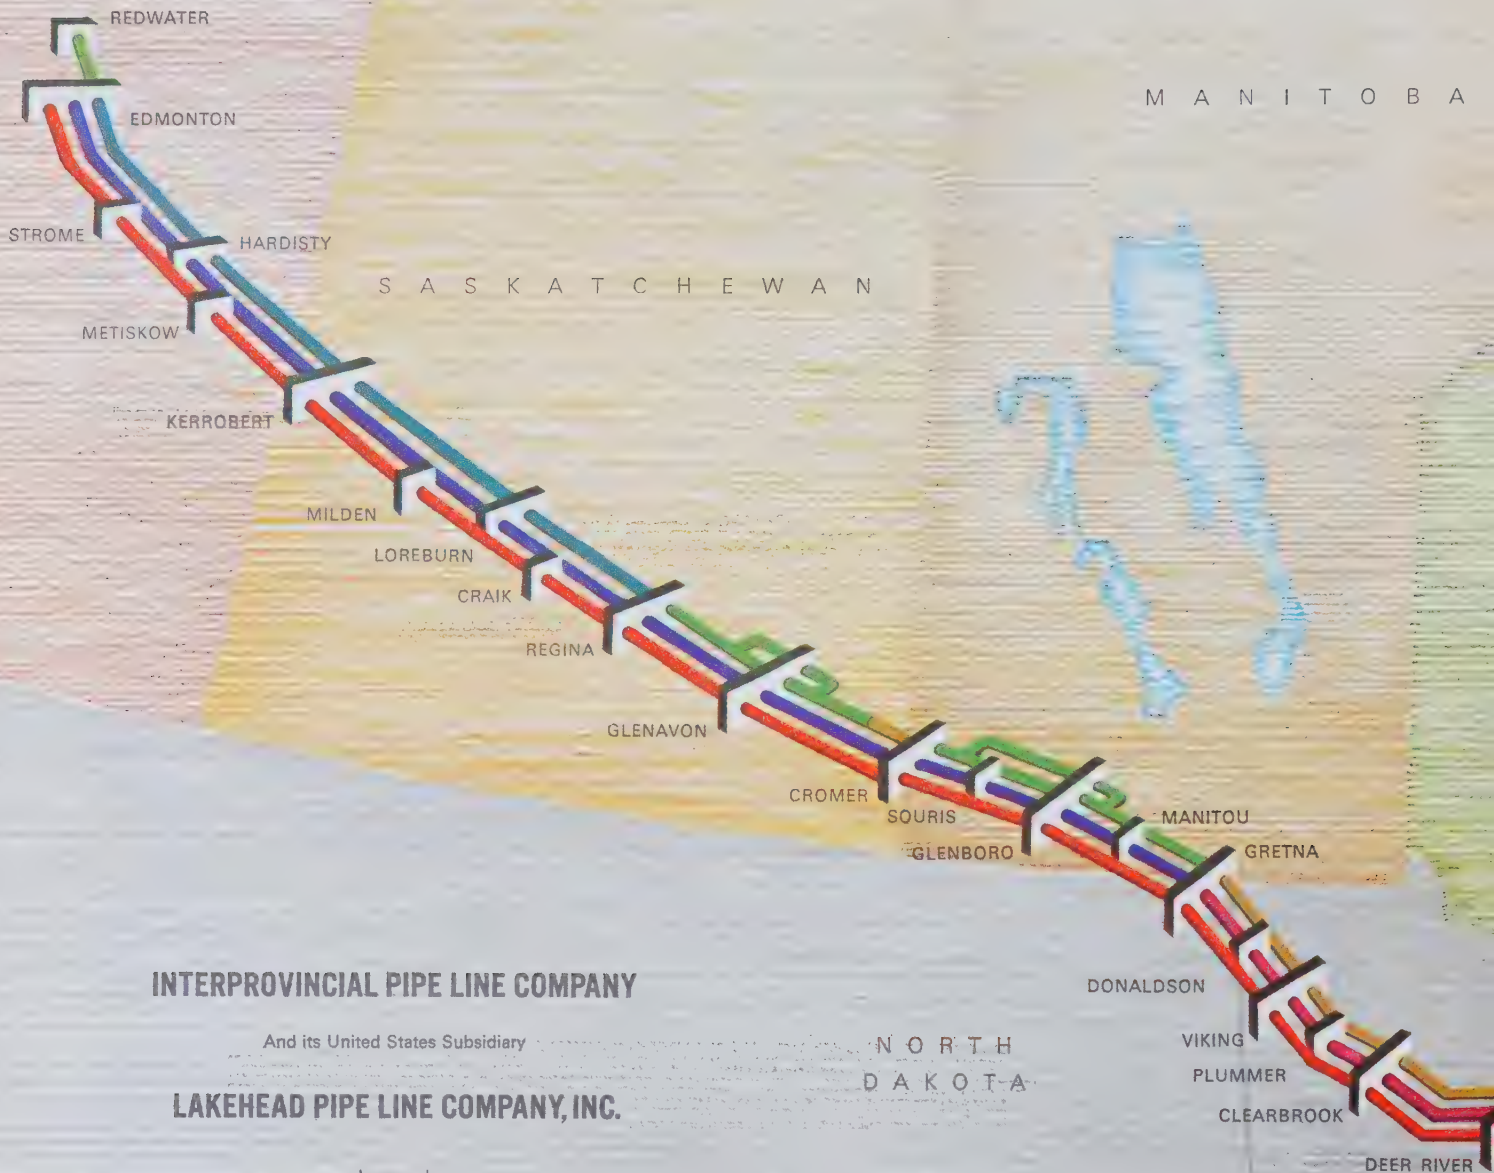 REDWATER
EDMONTON
MANITOBA
STROME
HARDISTY
SASKATCHEWAN
METISKOW
KERROBERT
MILDEN
LOREBURN
CRAIK
REGINA
GLENAVON
CROMER
SOURIS
MANITOU
GLENBORO
GRETNA
INTERPROVINCIAL PIPE LINE COMPANY
DONALDSON
And its United States Subsidiary
NORTH
DAKOTA
VIKING
PLUMMER
LAKEHEAD PIPE LINE COMPANY, INC.
CLEARBROOK
DEER RIVER